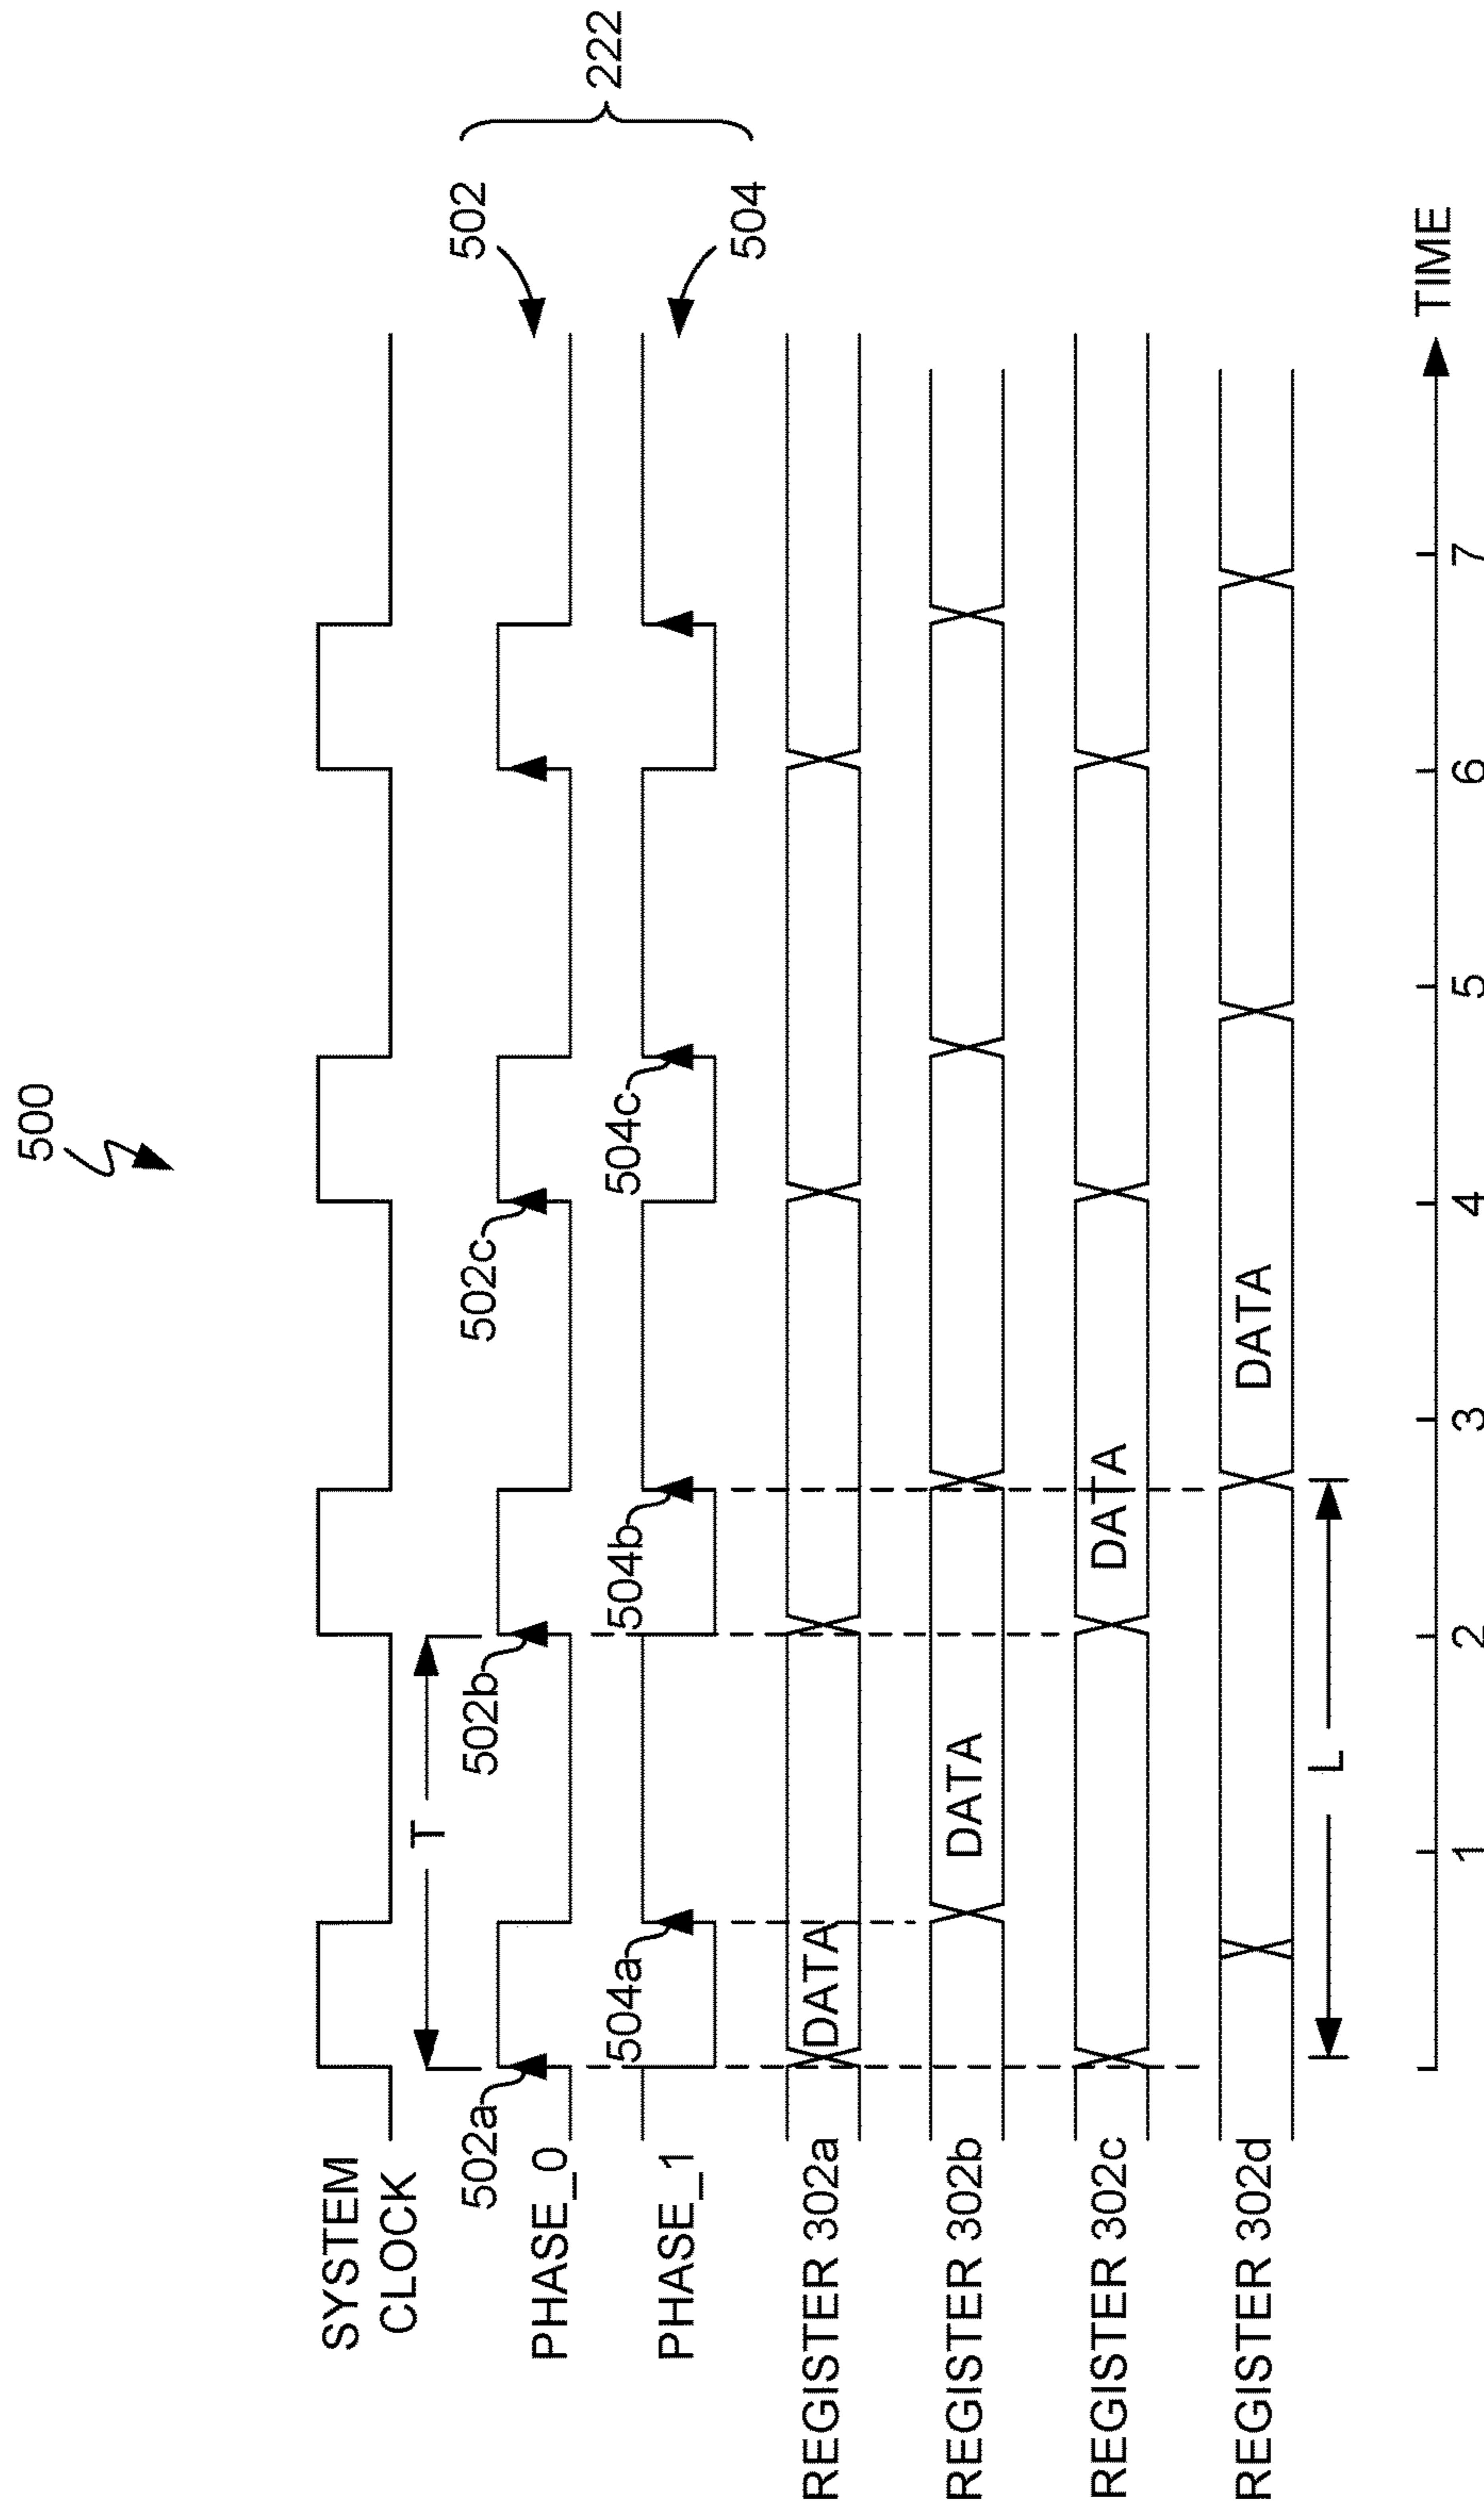 500
222
502
504
SYSTEM
CLOCK
T
502a
502b
502c
PHASE_0
504a
504b
504c
PHASE_1
REGISTER 302a
DATA
REGISTER 302b
DATA
REGISTER 302c
DATA
REGISTER 302d
DATA
L
1 2 3 4 5 6 7
TIME